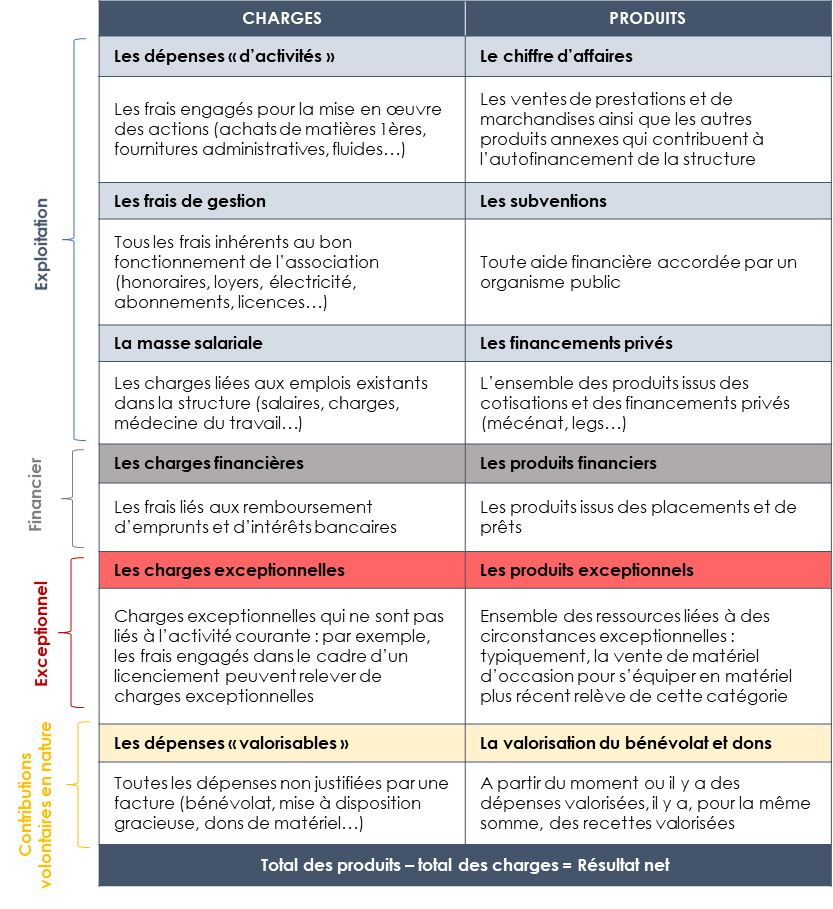 CHARGES
PRODUITS
Exploitation
Les dépenses « d'activités »
Le chiffre d'affaires
Les frais engagés pour la mise en œuvre
des actions (achats de matières 1ères,
fournitures administratives, fluides…)
Les ventes de prestations et de
marchandises ainsi que les autres
produits annexes qui contribuent à
l'autofinancement de la structure
Les frais de gestion
Les subventions
Tous les frais inhérents au bon
fonctionnement de l'association
(honoraires, loyers, électricité,
abonnements, licences…)
Toute aide financière accordée par un
organisme public
La masse salariale
Les financements privés
Les charges liées aux emplois existants
dans la structure (salaires, charges,
médecine du travail…)
L'ensemble des produits issus des
cotisations et des financements privés
(mécénat, legs…)
Financier
Les charges financières
Les produits financiers
Les frais liés aux remboursement
d'emprunts et d'intérêts bancaires
Les produits issus des placements et de
prêts
Exceptionnel
Les charges exceptionnelles
Les produits exceptionnels
Charges exceptionnelles qui ne sont pas
liés à l'activité courante : par exemple,
les frais engagés dans le cadre d'un
licenciement peuvent relever de
charges exceptionnelles
Ensemble des ressources liées à des
circonstances exceptionnelles :
typiquement, la vente de matériel
d'occasion pour s'équiper en matériel
plus récent relève de cette catégorie
Contributions
volontaires en nature
Les dépenses « valorisables »
La valorisation du bénévolat et dons
Toutes les dépenses non justifiées par une
facture (bénévolat, mise à disposition
gracieuse, dons de matériel…)
A partir du moment ou il y a des
dépenses valorisées, il y a, pour la même
somme, des recettes valorisées
Total des produits – total des charges = Résultat net